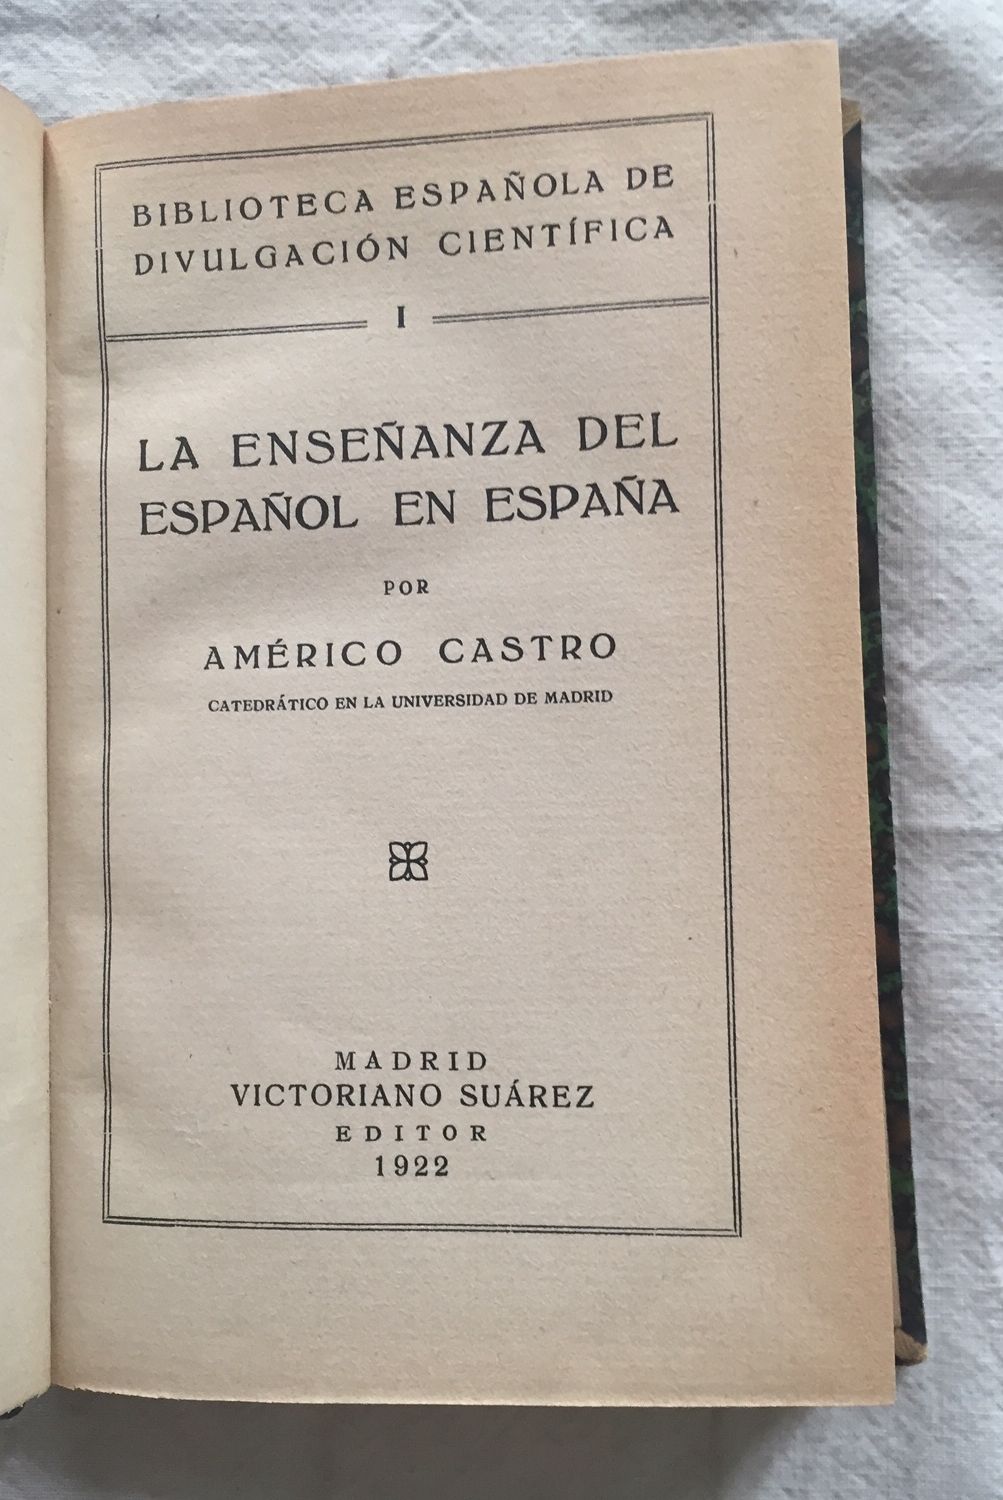 BIBLIOTECA ESPAÑOLA DE
DIVULGACIÓN CIENTÍFICA
I
LA ENSEÑANZA DEL
ESPAÑOL EN ESPAÑA
POR
AMÉRICO CASTRO
CATEDRÁTICO EN LA UNIVERSIDAD DE MADRID
MADRID
VICTORIANO SUÁREZ
EDITOR
1922